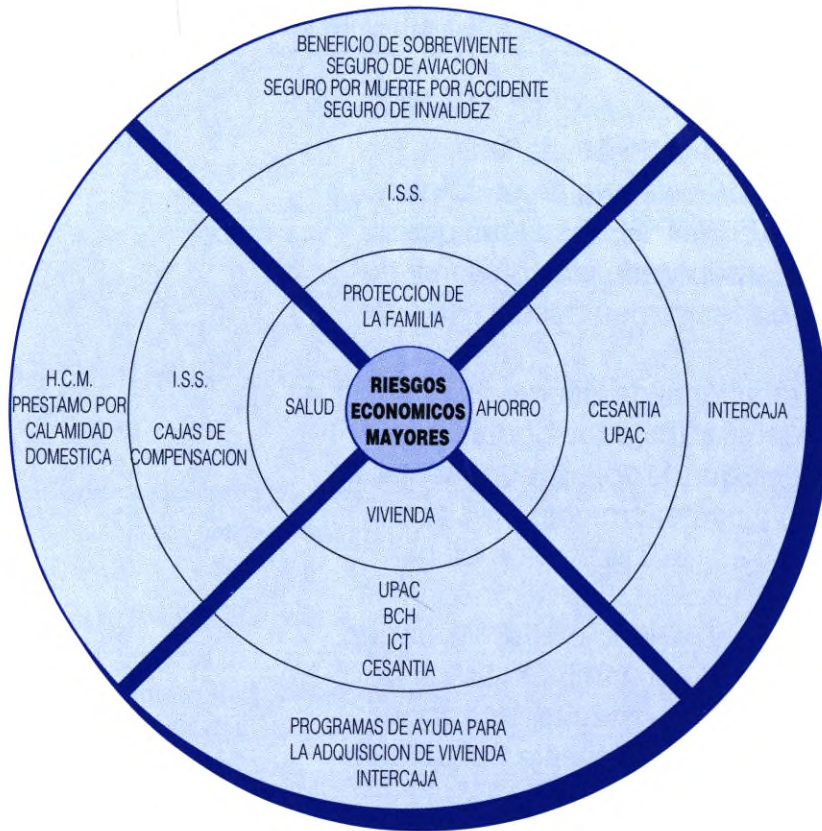 BENEFICIO DE SOBREVIVIENTE
SEGURO DE AVIACION
SEGURO POR MUERTE POR ACCIDENTE
SEGURO DE INVALIDEZ
I.S.S.
PROTECCION DE
LA FAMILIA
H.C.M.
PRESTAMO POR
CALAMIDAD
DOMESTICA
I.S.S.
CAJAS DE
COMPENSACION
SALUD
RIESGOS
ECONOMICOS
MAYORES
AHORRO
CESANTIA
UPAC
INTERCAJA
VIVIENDA
UPAC
BCH
ICT
CESANTIA
PROGRAMAS DE AYUDA PARA
LA ADQUISICION DE VIVIENDA
INTERCAJA